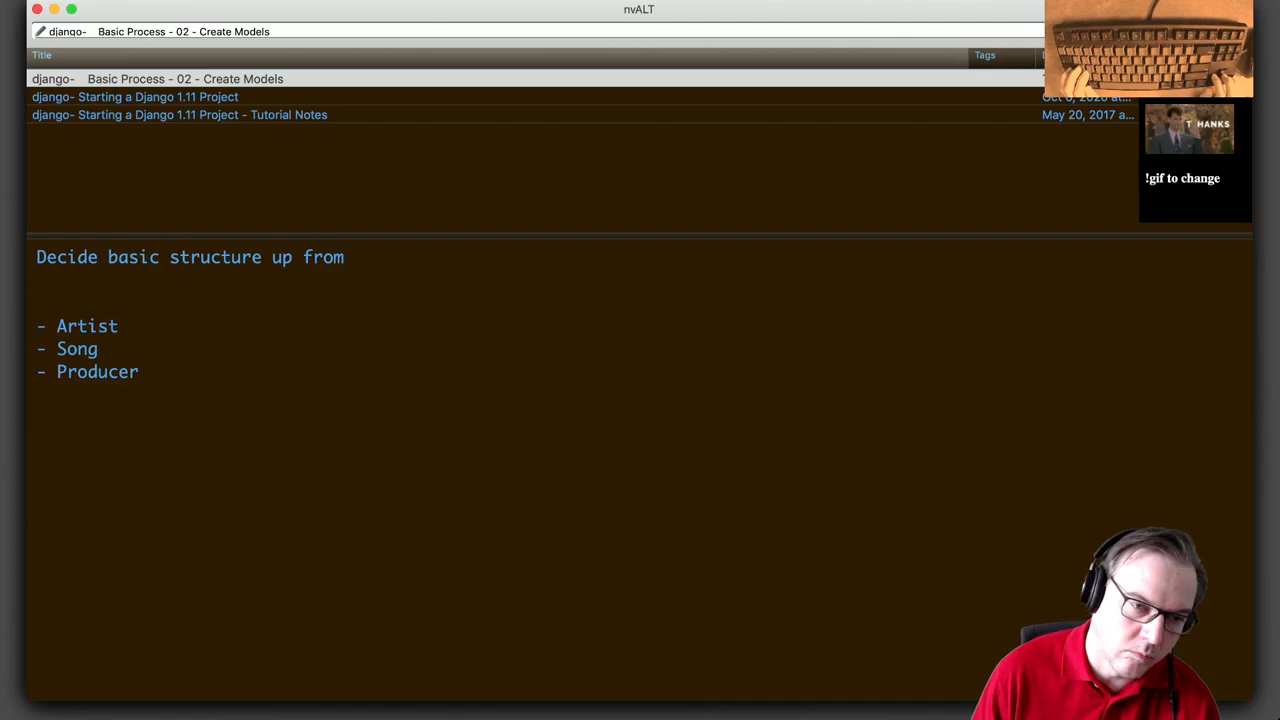 nvALT
django- Basic Process - 02 - Create Models
Title
Tags
django- Basic Process - 02 - Create Models
django- Starting a Django 1.11 Project
django- Starting a Django 1.11 Project - Tutorial Notes
May 20, 2017 a...
T HANKS
!gif to change
Decide basic structure up from
- Artist
- Song
- Producer